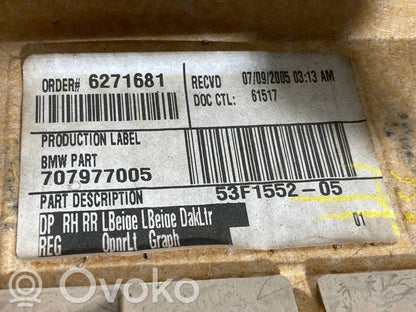 ORDER# 6271681
RECVD 07/09/2005 03:13 AM
DOC CTL: 61517
PRODUCTION LABEL
BMW PART
707977005
53F1552-05
PART DESCRIPTION
DP RH RR LBeige LBeige DakLtr
REG OpnrLt Graph
01
OVOKO